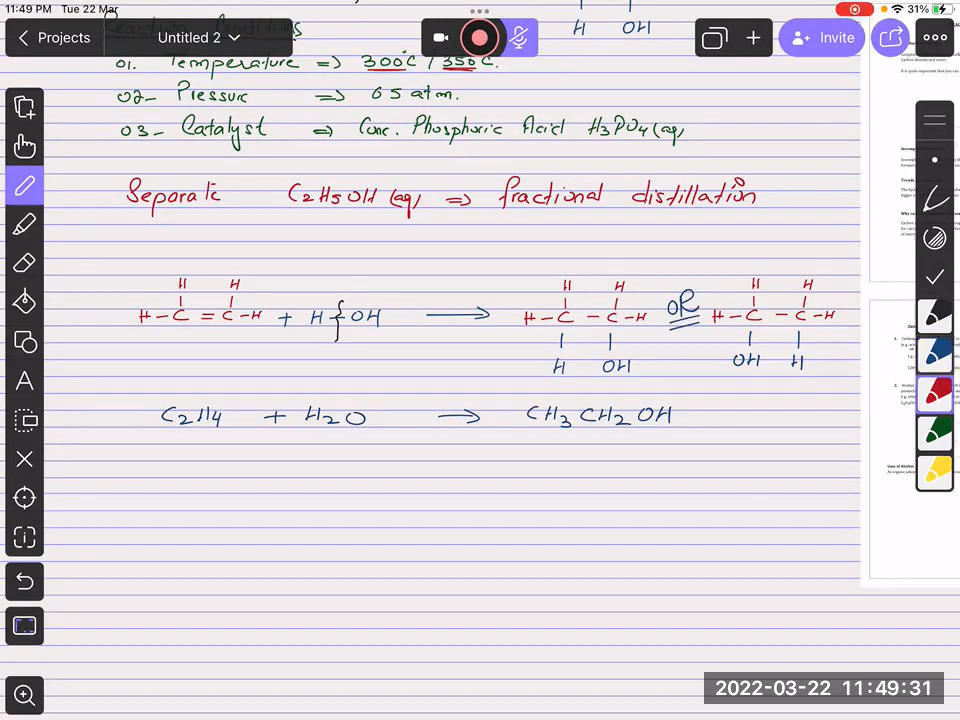 11:49 PM Tue 22 Mar
31%
Projects
Untitled 2
Invite
H OH
01. Temperature => 300°C / 350°C.
02- Pressure => 65 atm.
03- Catalyst => Conc. Phosphoric Acid H3PO4(aq)
Separate C2H5OH(aq) => fractional distillation
H H H H H H
H - C = C - H + H OH → H - C - C - H OR H - C - C - H
H OH OH H
C2H4 + H2O → CH3CH2OH
2022-03-22 11:49:31